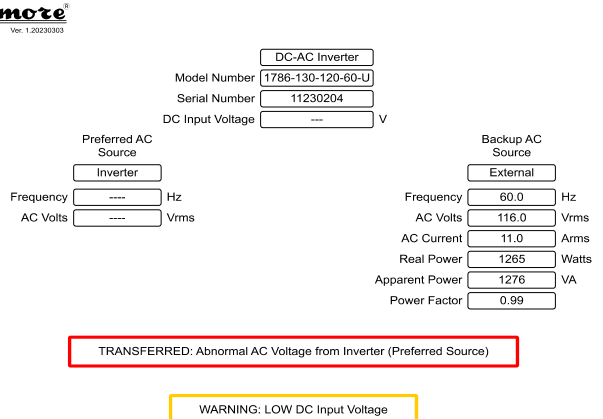 more®
Ver. 1.20230303
DC-AC Inverter
Model Number 1786-130-120-60-U
Serial Number 11230204
DC Input Voltage --- V
Preferred AC
Source
Inverter
Frequency ---- Hz
AC Volts ---- Vrms
Backup AC
Source
External
Frequency 60.0 Hz
AC Volts 116.0 Vrms
AC Current 11.0 Arms
Real Power 1265 Watts
Apparent Power 1276 VA
Power Factor 0.99
TRANSFERRED: Abnormal AC Voltage from Inverter (Preferred Source)
WARNING: LOW DC Input Voltage